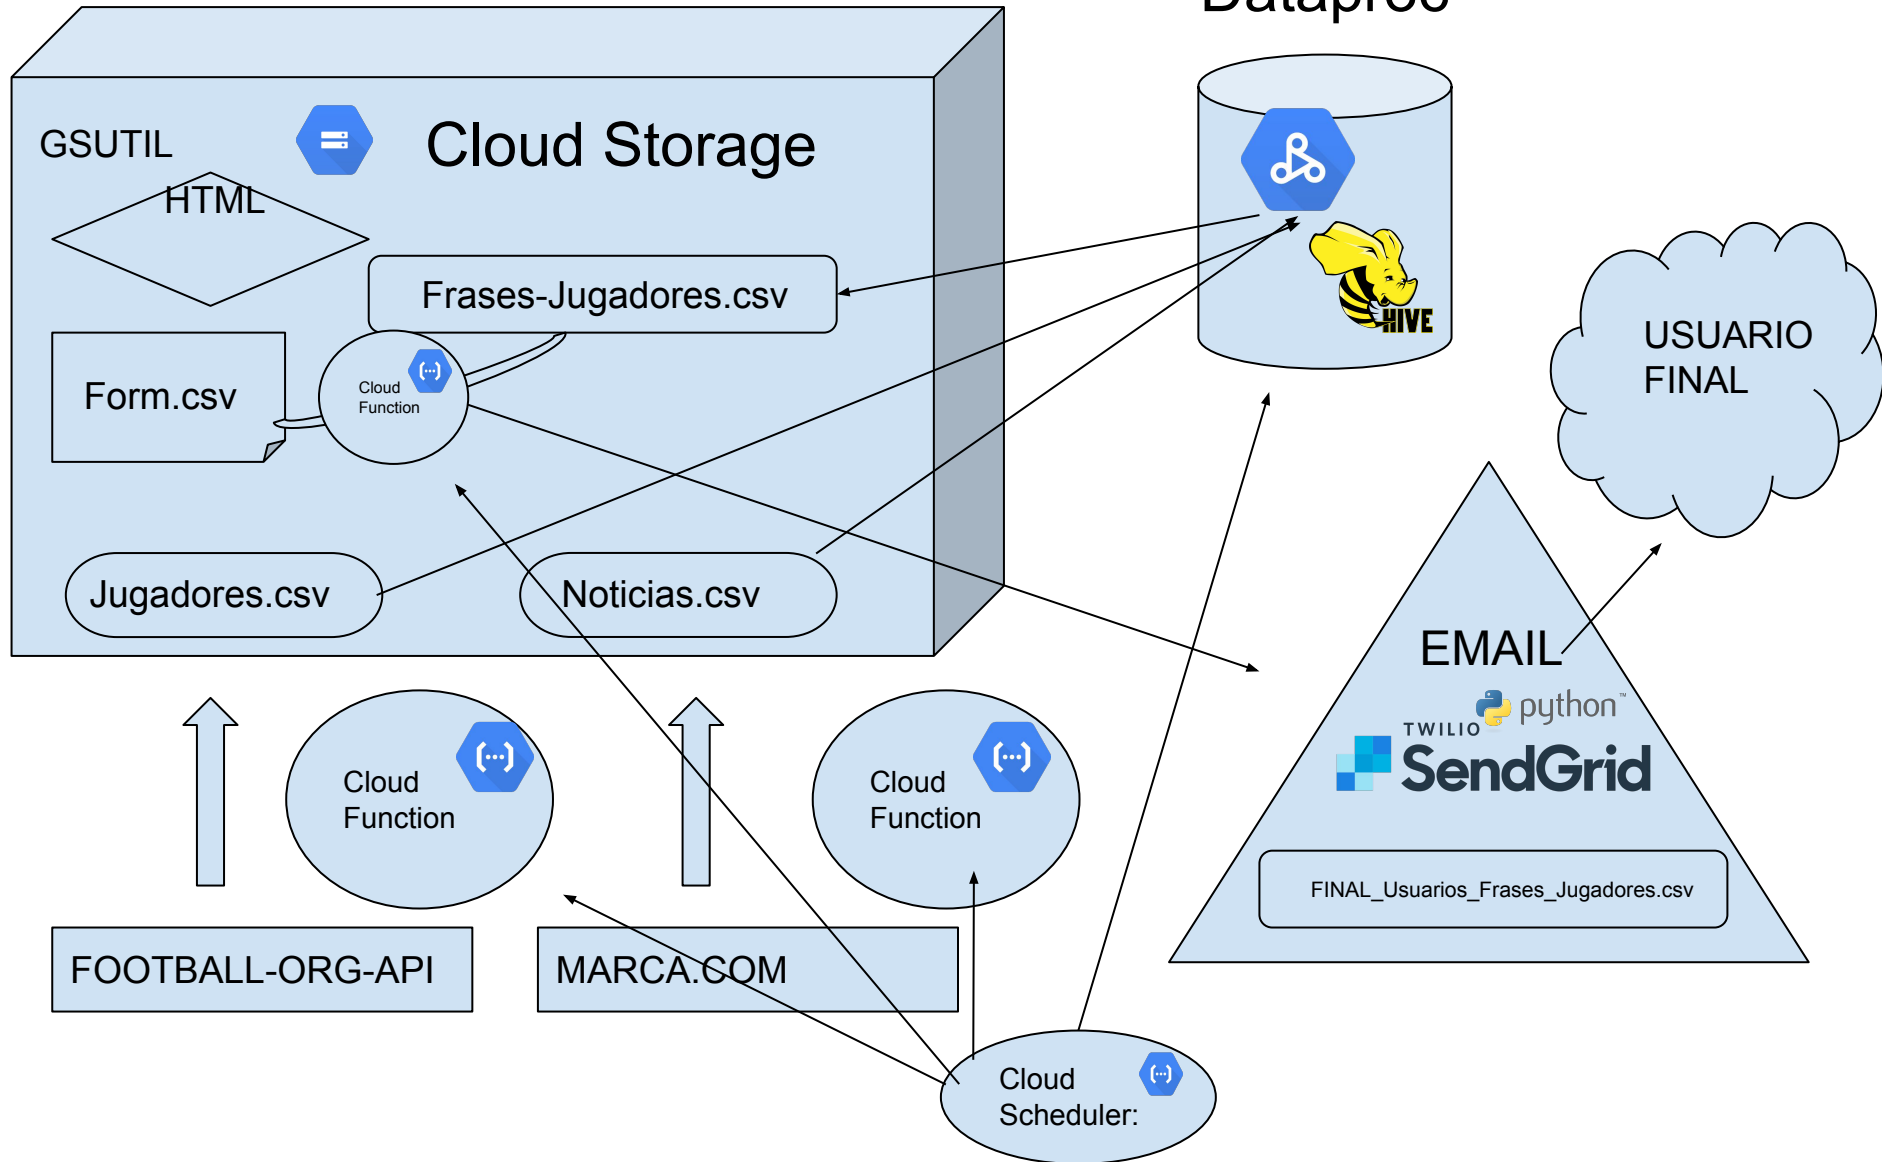 Dataproc
GSUTIL
Cloud Storage
HTML
Frases-Jugadores.csv
Form.csv
Cloud
Function
HIVE
USUARIO
FINAL
Jugadores.csv
Noticias.csv
EMAIL
python™
TWILIO
SendGrid
Cloud
Function
Cloud
Function
FINAL_Usuarios_Frases_Jugadores.csv
FOOTBALL-ORG-API
MARCA.COM
Cloud
Scheduler: